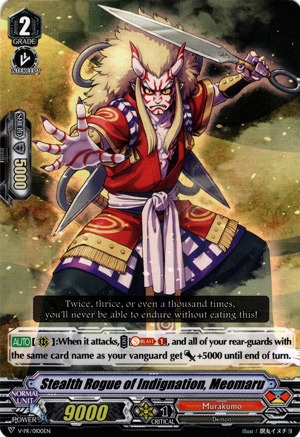 2
GRADE
INTERCEPT
SHIELD
5000
Twice, thrice, or even a thousand times,
you'll never be able to endure without eating this!
AUTO [ ]:When it attacks, BLAST 1, and all of your rear-guards with
the same card name as your vanguard get +5000 until end of turn.
Stealth Rogue of Indignation, Meomaru
NORMAL UNIT
POWER 9000 1 CRITICAL
Murakumo
Demon
V-PR/0100EN
illust /